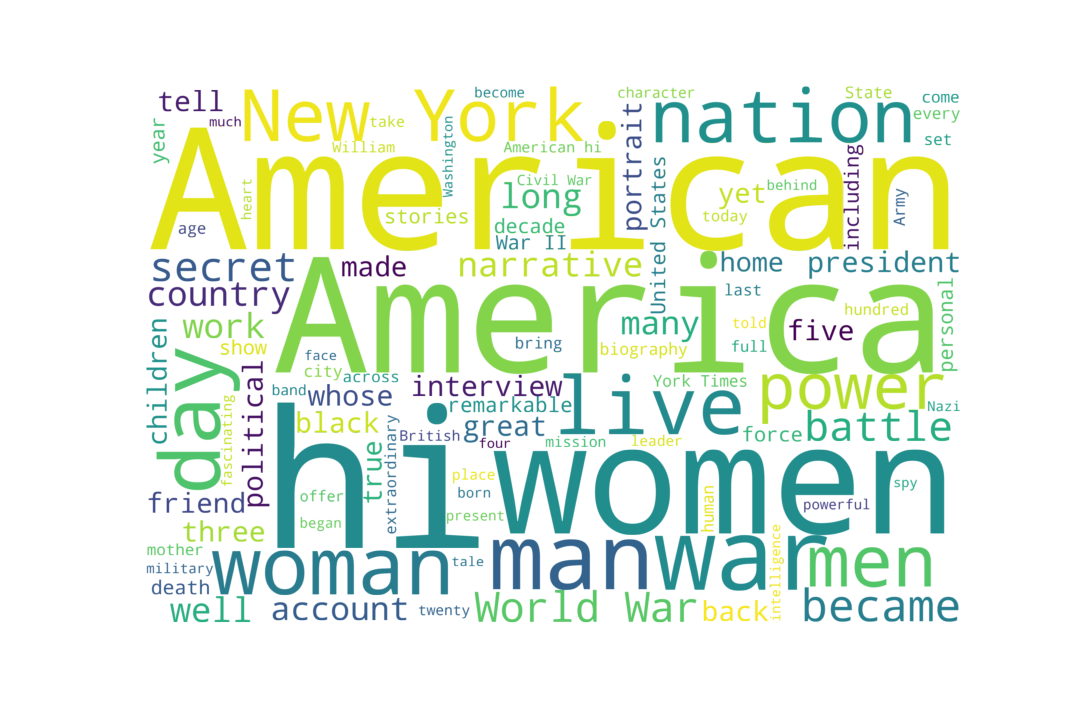 become
character
State
come
tell
New York
nation
every
much
take
set
year
William
Washington
American hi
portrait
American
including
Civil War
behind
heart
long
yet
Army
age
stories
today
decade
War II
United States
secret
made
narrative
home
president
country
America
last
personal
hundred
work
many
told
five
children
show
bring
biography
full
day
face
city
across
political
interview
live
York Times
power
band
whose
remarkable
Nazi
fascinating
black
great
battle
British
true
extraordinary
four
mission
leader
force
hi
women
place
spy
friend
offer
born
human
powerful
began
present
three
mother
woman
tale
man
war
men
intelligence
military
death
well
account
twenty
World War
back
became